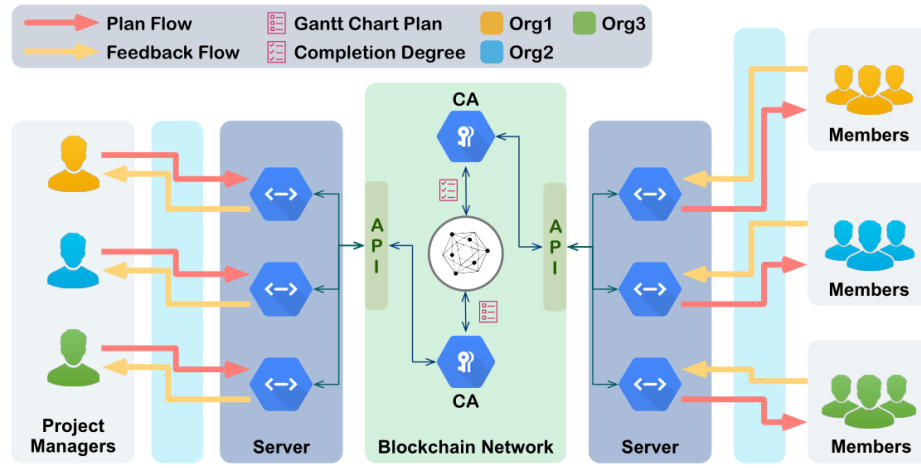 Plan Flow
Gantt Chart Plan
Org1
Org3
Feedback Flow
Completion Degree
Org2
CA
Members
API
API
Members
CA
Project
Managers
Server
Blockchain Network
Server
Members